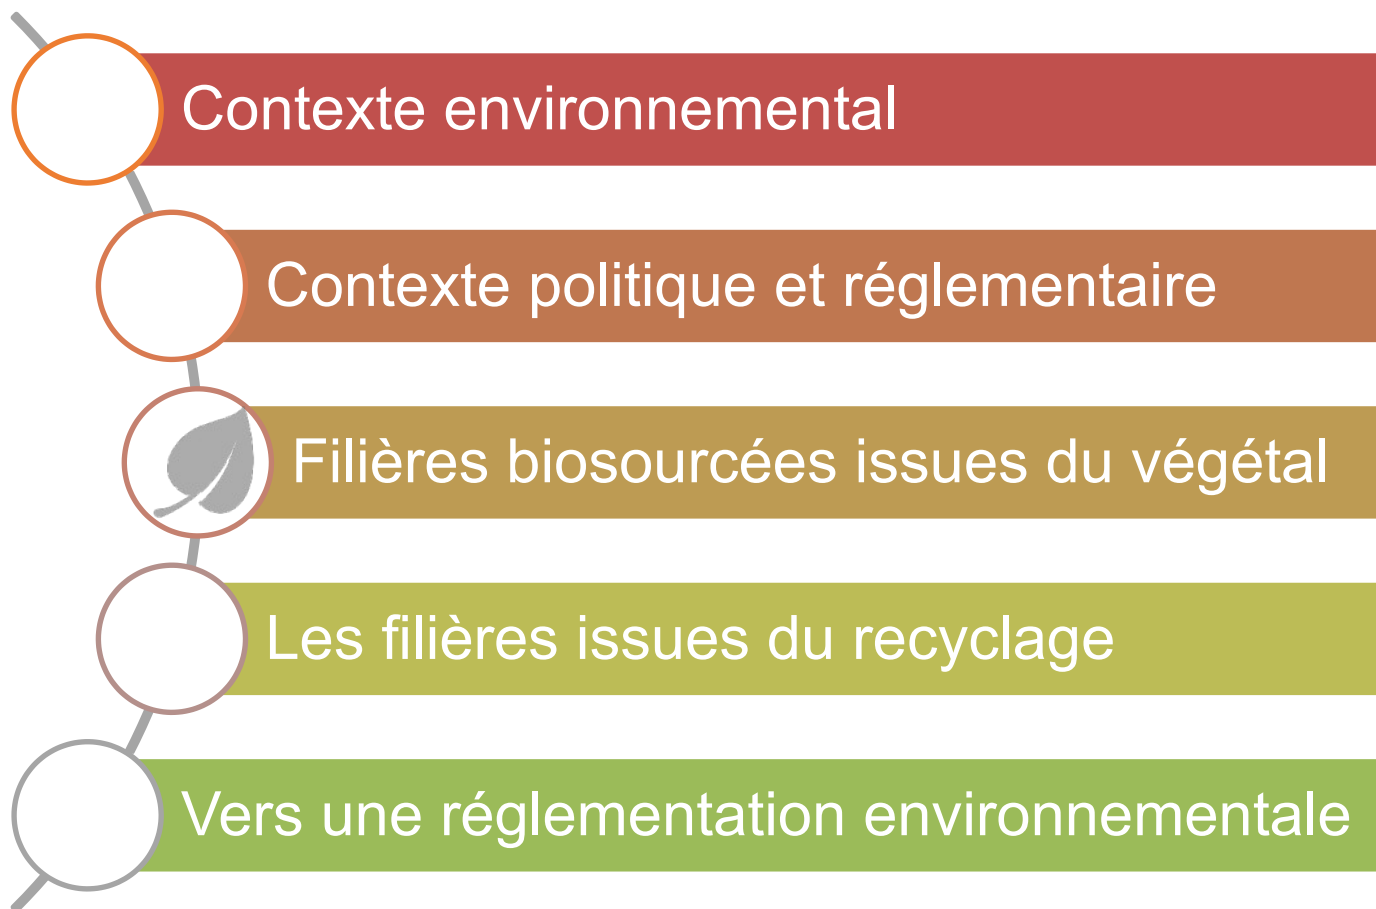 Contexte environnemental
Contexte politique et réglementaire
Filières biosourcées issues du végétal
Les filières issues du recyclage
Vers une réglementation environnementale